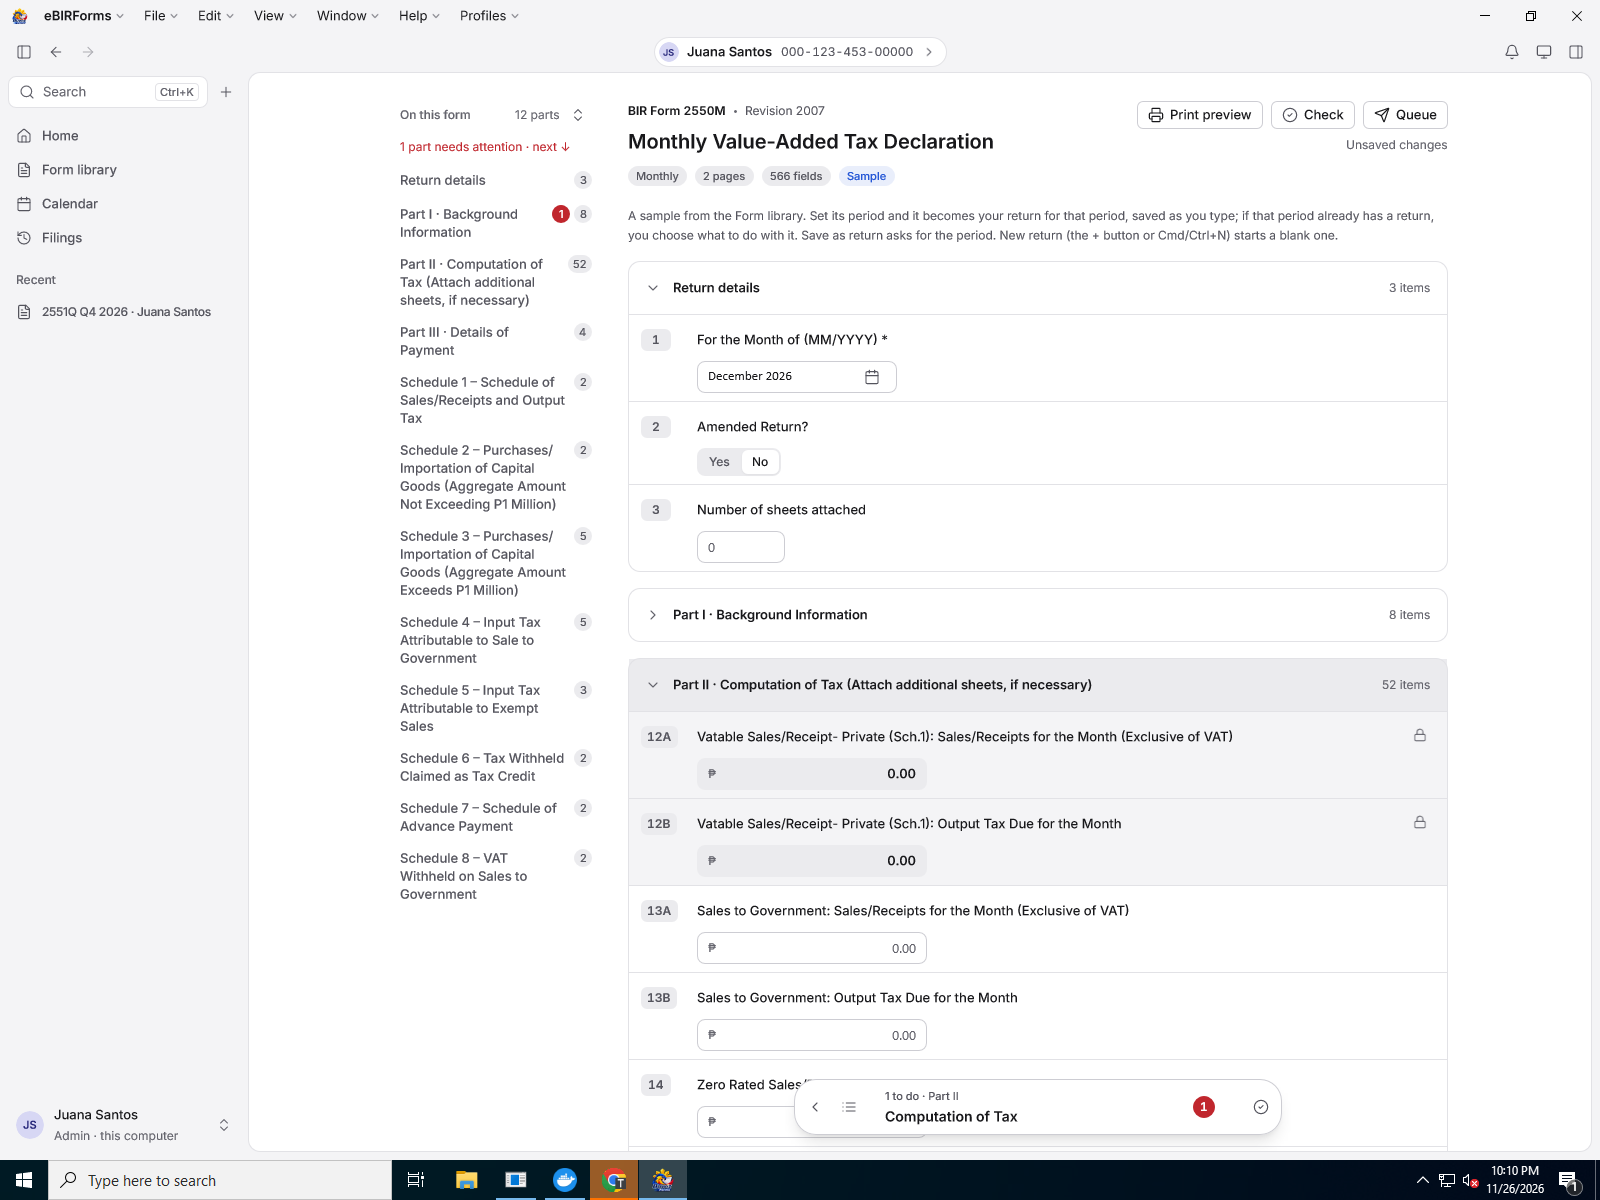 eBIRForms
File
Edit
View
Window
Help
Profiles
JS Juana Santos 000-123-453-00000
Search Ctrl+K
Home
Form library
Calendar
Filings
Recent
2551Q Q4 2026 · Juana Santos
On this form 12 parts
1 part needs attention · next ↓
Return details 3
Part I · Background Information 1 8
Part II · Computation of 52
Tax (Attach additional
sheets, if necessary)
Part III · Details of 4
Payment
Schedule 1 – Schedule of 2
Sales/Receipts and Output
Tax
Schedule 2 – Purchases/ 2
Importation of Capital
Goods (Aggregate Amount
Not Exceeding P1 Million)
Schedule 3 – Purchases/ 5
Importation of Capital
Goods (Aggregate Amount
Exceeds P1 Million)
Schedule 4 – Input Tax 5
Attributable to Sale to
Government
Schedule 5 – Input Tax 3
Attributable to Exempt
Sales
Schedule 6 – Tax Withheld 2
Claimed as Tax Credit
Schedule 7 – Schedule of 2
Advance Payment
Schedule 8 – VAT 2
Withheld on Sales to
Government
BIR Form 2550M · Revision 2007
Monthly Value-Added Tax Declaration
Monthly 2 pages 566 fields Sample
Print preview
Check
Queue
Unsaved changes
A sample from the Form library. Set its period and it becomes your return for that period, saved as you type; if that period already has a return,
you choose what to do with it. Save as return asks for the period. New return (the + button or Cmd/Ctrl+N) starts a blank one.
Return details 3 items
1 For the Month of (MM/YYYY) *
December 2026
2 Amended Return?
Yes No
3 Number of sheets attached
0
Part I · Background Information 8 items
Part II · Computation of Tax (Attach additional sheets, if necessary) 52 items
12A Vatable Sales/Receipt- Private (Sch.1): Sales/Receipts for the Month (Exclusive of VAT)
₱ 0.00
12B Vatable Sales/Receipt- Private (Sch.1): Output Tax Due for the Month
₱ 0.00
13A Sales to Government: Sales/Receipts for the Month (Exclusive of VAT)
₱ 0.00
13B Sales to Government: Output Tax Due for the Month
₱ 0.00
14 Zero Rated Sales/
₱
1 to do · Part II
Computation of Tax
1
JS Juana Santos
Admin · this computer
Type here to search
10:10 PM
11/26/2026
1